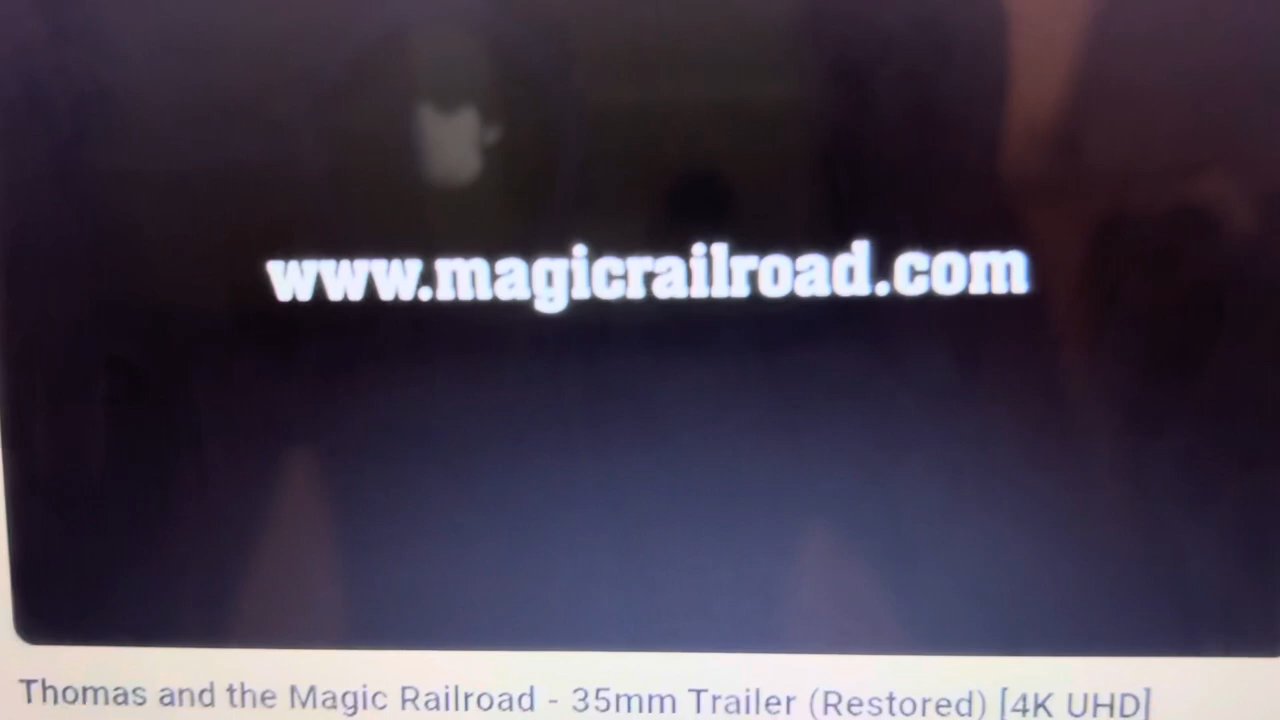 www.magicrailroad.com
Thomas and the Magic Railroad - 35mm Trailer (Restored) [4K UHD]